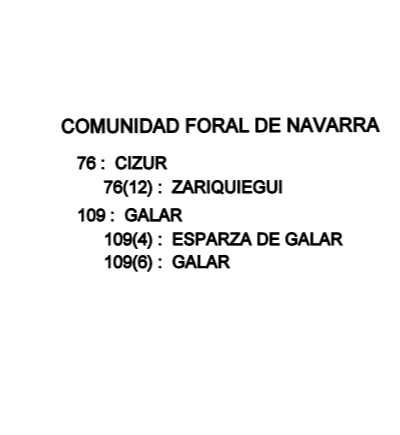 COMUNIDAD FORAL DE NAVARRA
76 : CIZUR
76(12) : ZARIQUIEGUI
109 : GALAR
109(4) : ESPARZA DE GALAR
109(6) : GALAR